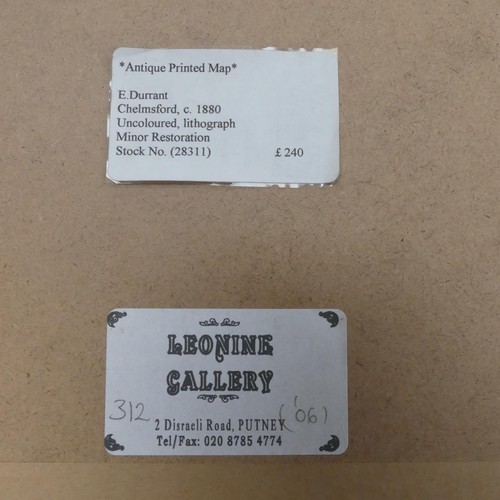 *Antique Printed Map*
E.Durrant
Chelmsford, c. 1880
Uncoloured, lithograph
Minor Restoration
Stock No. (28311) £ 240
LEONINE
GALLERY
312 ('06)
2 Disraeli Road, PUTNEY
Tel/Fax: 020 8785 4774